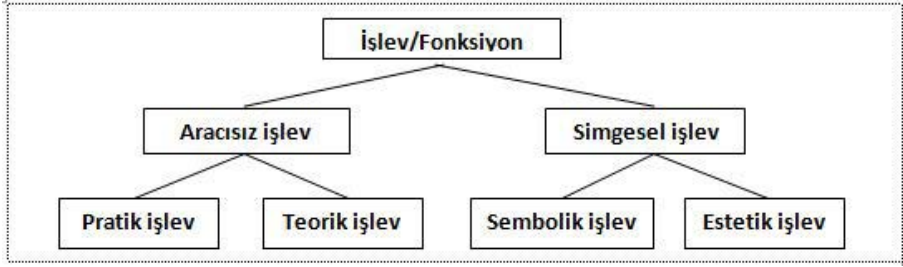 İşlev/Fonksiyon
Aracısız işlev
Simgesel işlev
Pratik işlev
Teorik işlev
Sembolik işlev
Estetik işlev